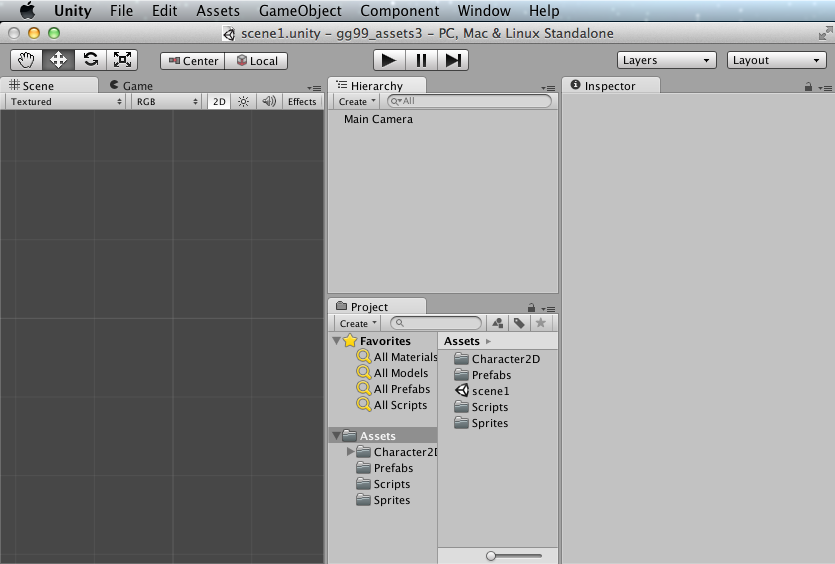 Unity File Edit Assets GameObject Component Window Help
scene1.unity – gg99_assets3 – PC, Mac & Linux Standalone
Center Local Layers Layout
Scene Game
Textured RGB 2D Effects
Hierarchy
Create All
Main Camera
Inspector
Project
Create
Favorites
All Materials
All Models
All Prefabs
All Scripts
Assets
Character2D
Prefabs
Scripts
Sprites
Assets
Character2D
Prefabs
scene1
Scripts
Sprites